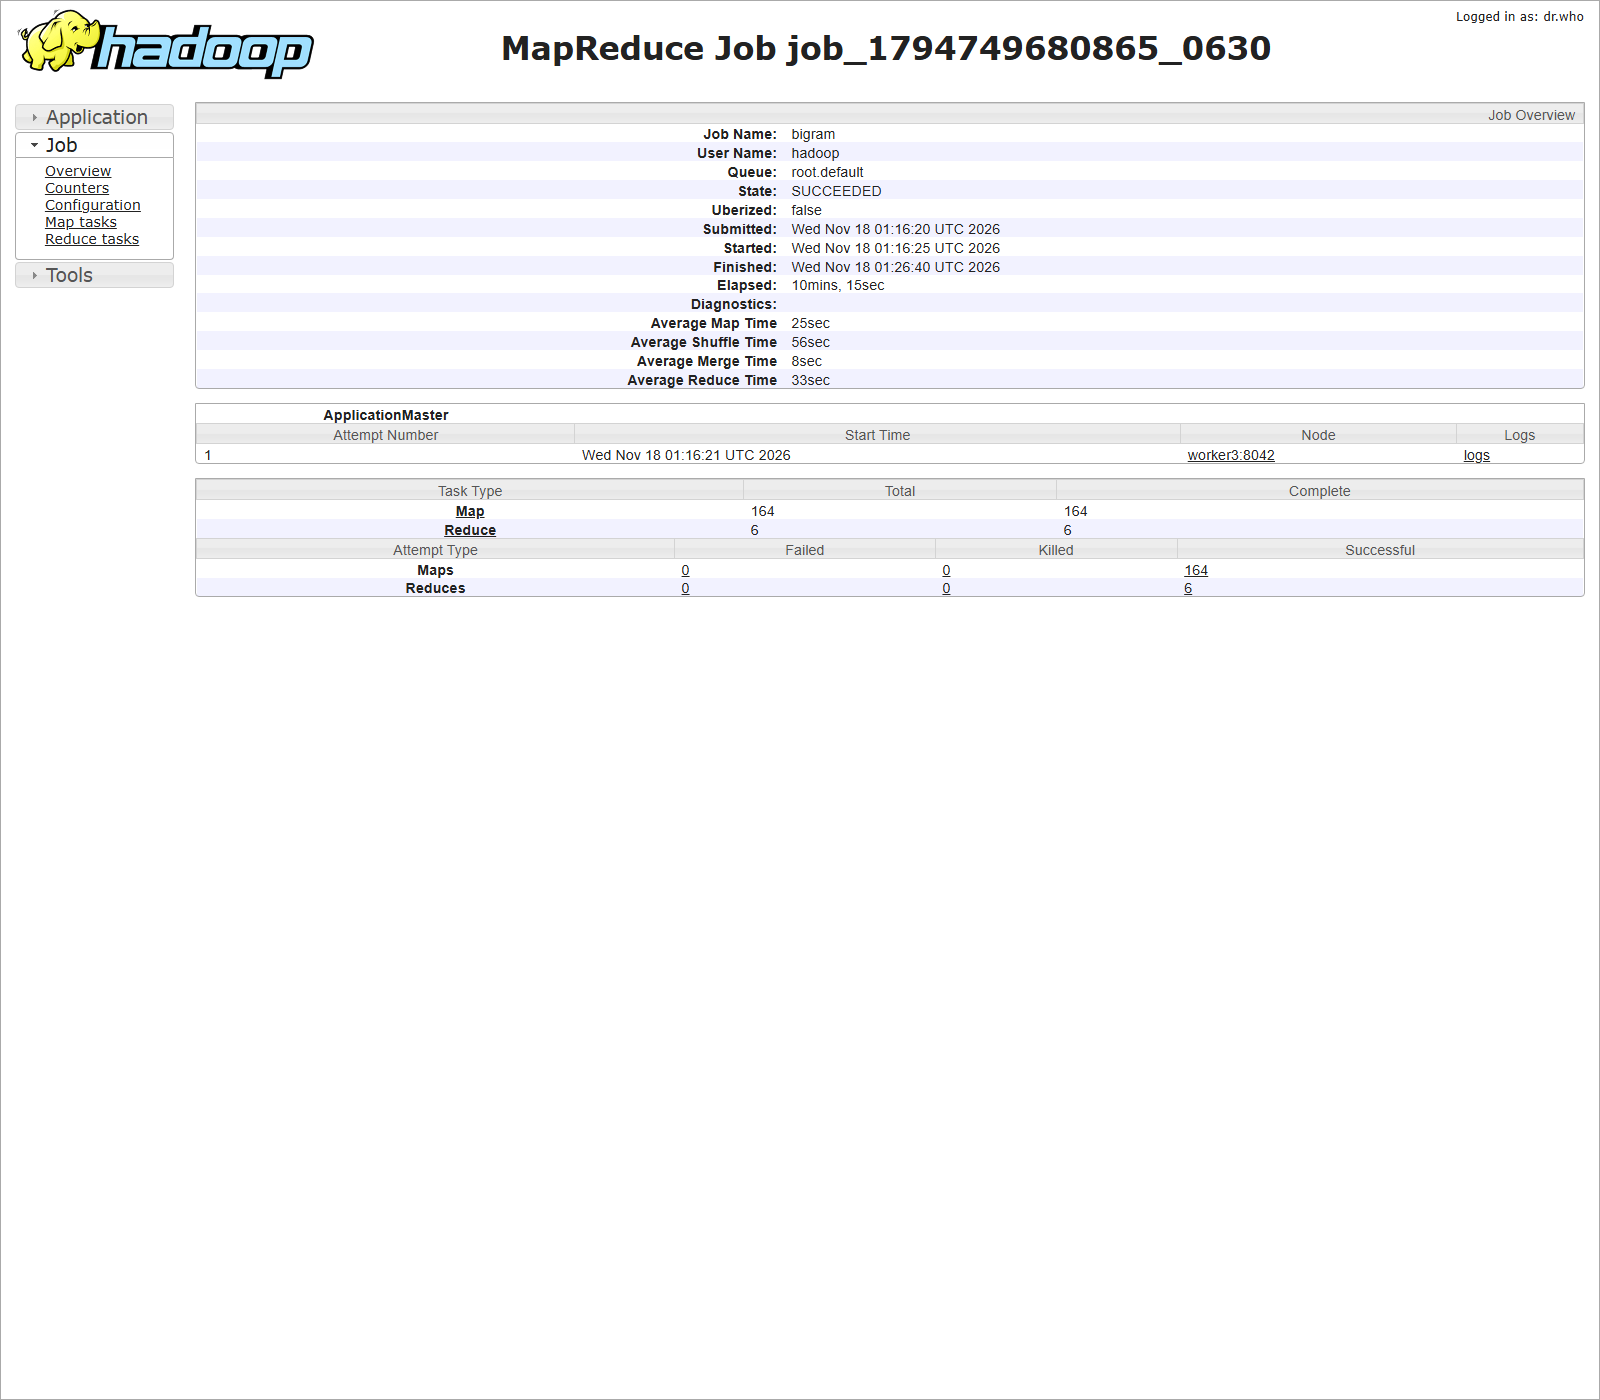 Logged in as: dr.who
hadoop
MapReduce Job job_1794749680865_0630
Application
Job
Overview
Counters
Configuration
Map tasks
Reduce tasks
Tools
Job Overview
Job Name: bigram
User Name: hadoop
Queue: root.default
State: SUCCEEDED
Uberized: false
Submitted: Wed Nov 18 01:16:20 UTC 2026
Started: Wed Nov 18 01:16:25 UTC 2026
Finished: Wed Nov 18 01:26:40 UTC 2026
Elapsed: 10mins, 15sec
Diagnostics:
Average Map Time 25sec
Average Shuffle Time 56sec
Average Merge Time 8sec
Average Reduce Time 33sec
ApplicationMaster
Attempt Number Start Time Node Logs
1 Wed Nov 18 01:16:21 UTC 2026 worker3:8042 logs
Task Type Total Complete
Map 164 164
Reduce 6 6
Attempt Type Failed Killed Successful
Maps 0 0 164
Reduces 0 0 6